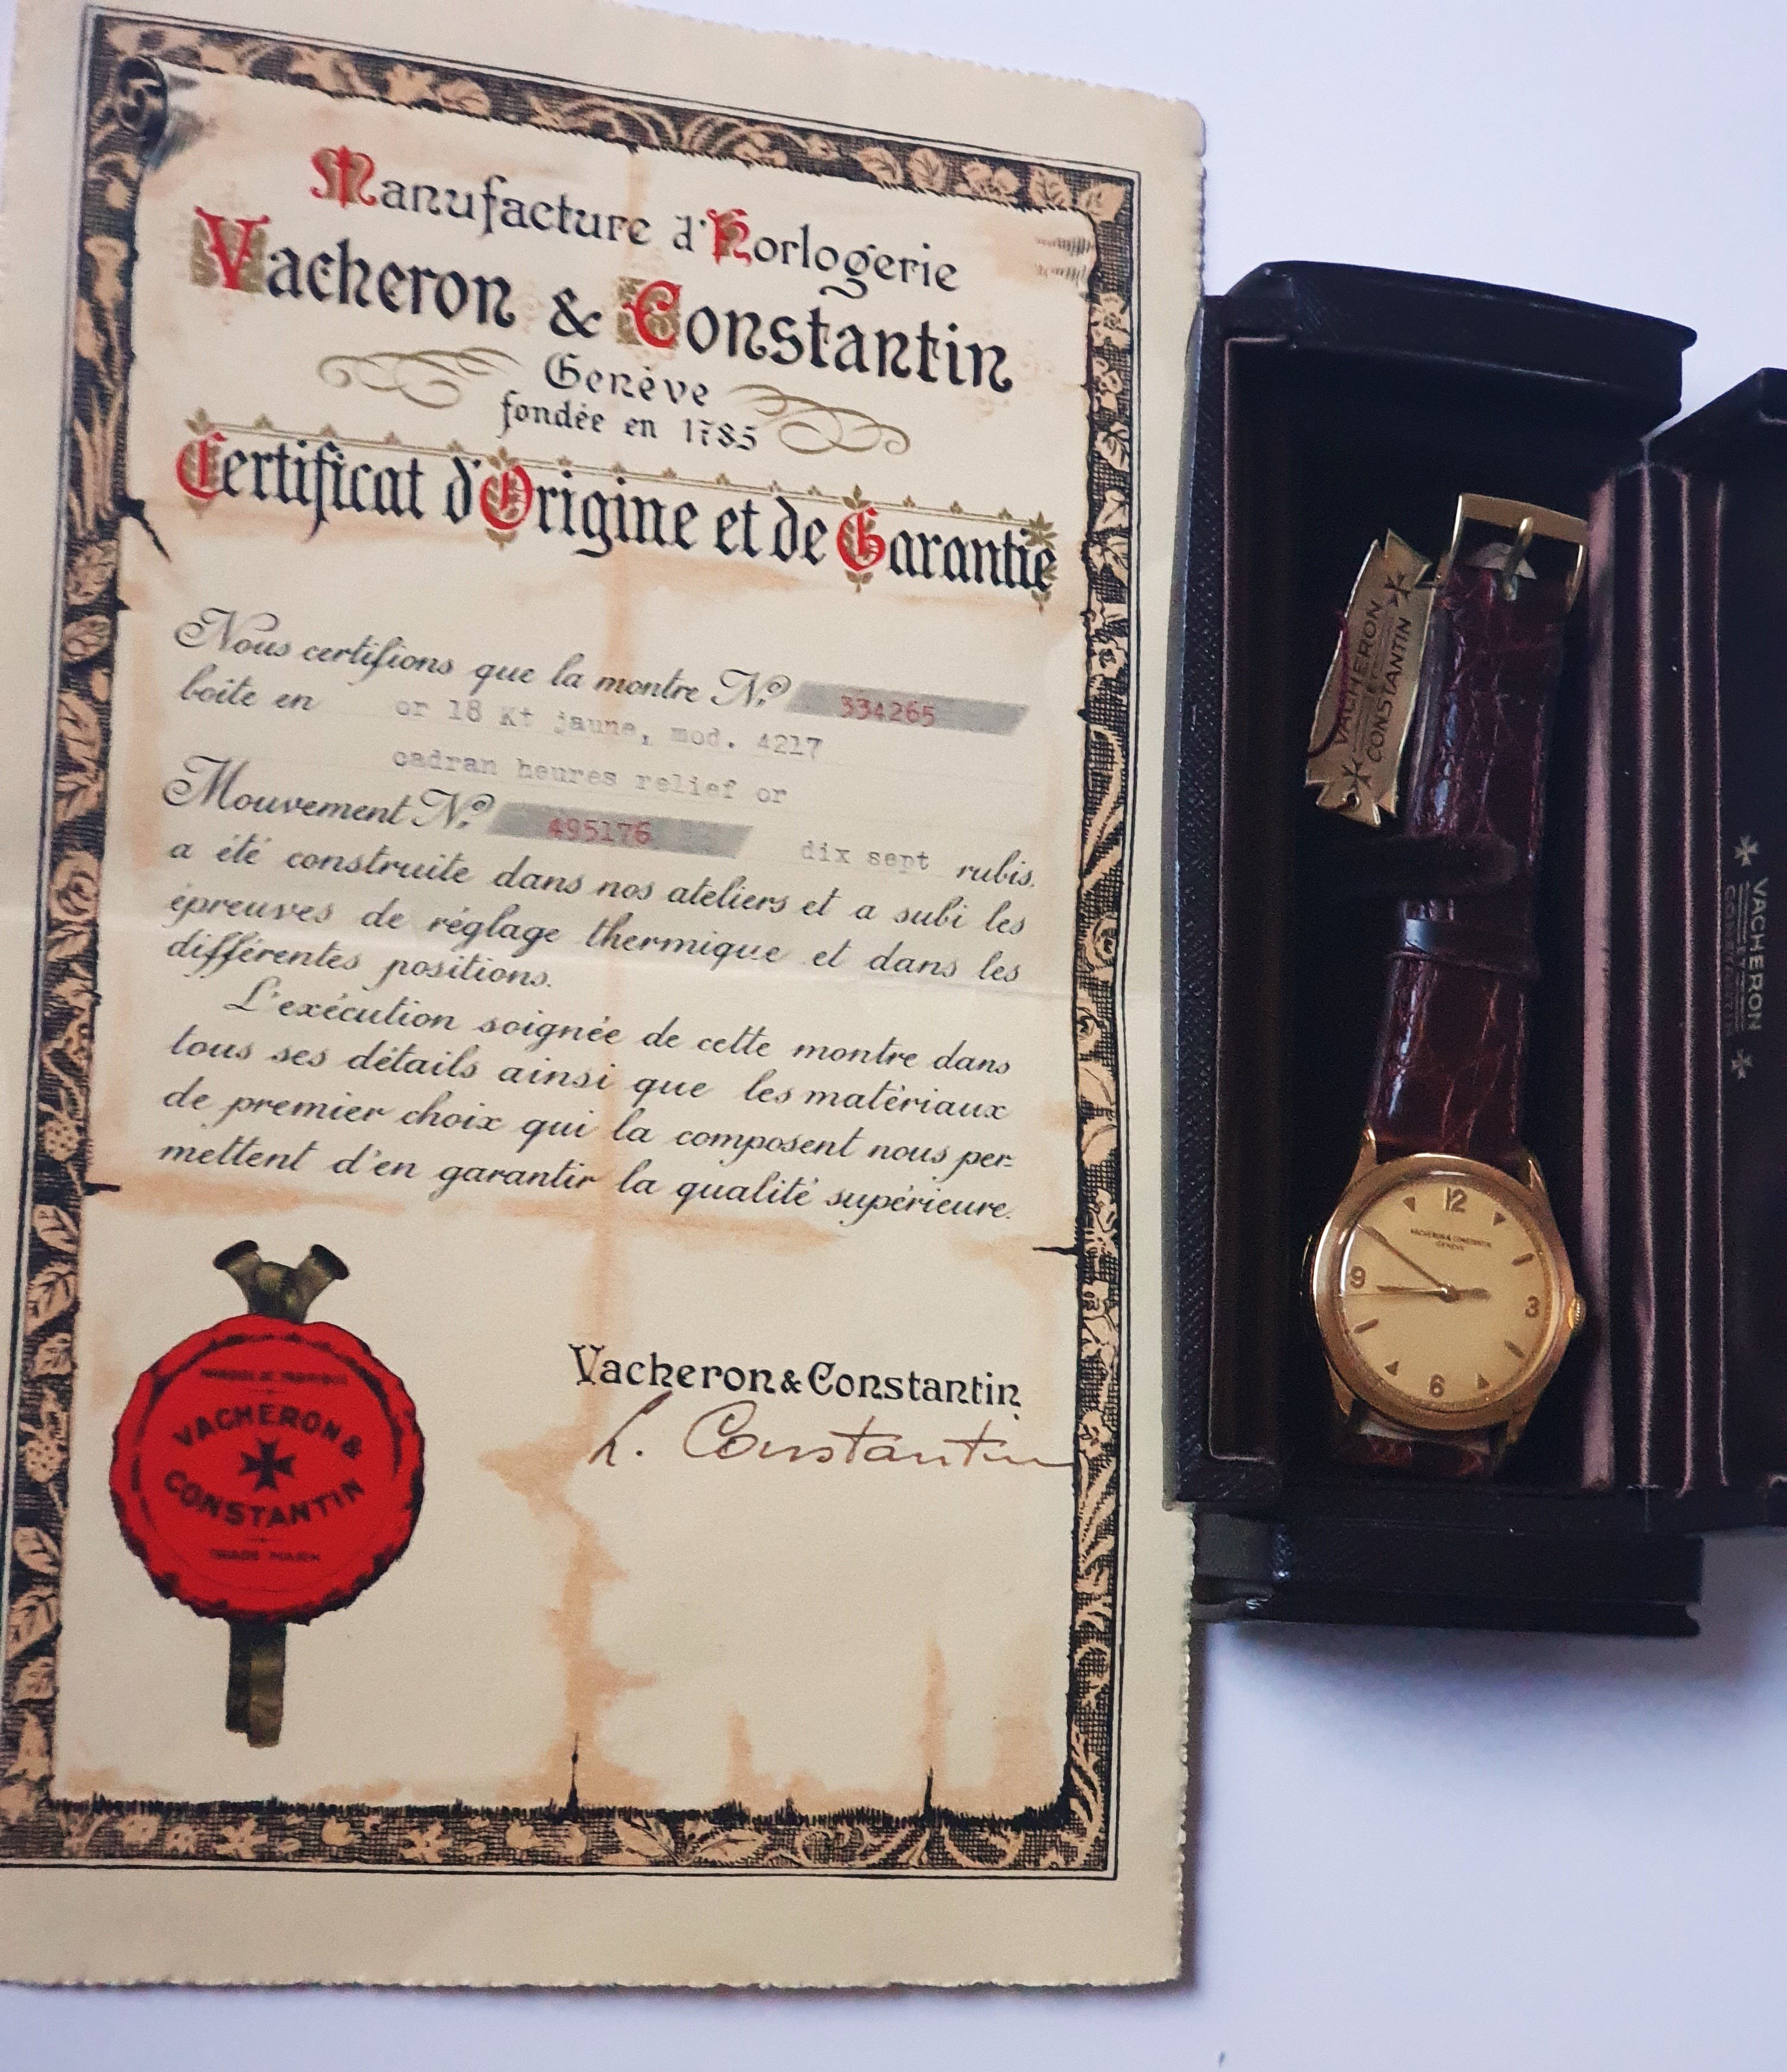 Manufacture d'Horlogerie
Vacheron & Constantin
Genève
fondée en 1785
Certificat d'Origine et de Garantie
Nous certifions que la montre No. 334265
boite en or 18 Kt jaune, mod. 4217
cadran heures relief or
Mouvement No. 495176 dix sept rubis.
a été construite dans nos ateliers et a subi les
épreuves de réglage thermique et dans les
différentes positions.
L'exécution soignée de cette montre dans
tous ses détails ainsi que les matériaux
de premier choix qui la composent nous per-
mettent d'en garantir la qualité supérieure.
Vacheron & Constantin
L. Constantin
VACHERON &
CONSTANTIN
TRADE MARK
VACHERON
ET
CONSTANTIN
VACHERON
ET
CONSTANTIN
12
VACHERON & CONSTANTIN
GENÈVE
9
3
6